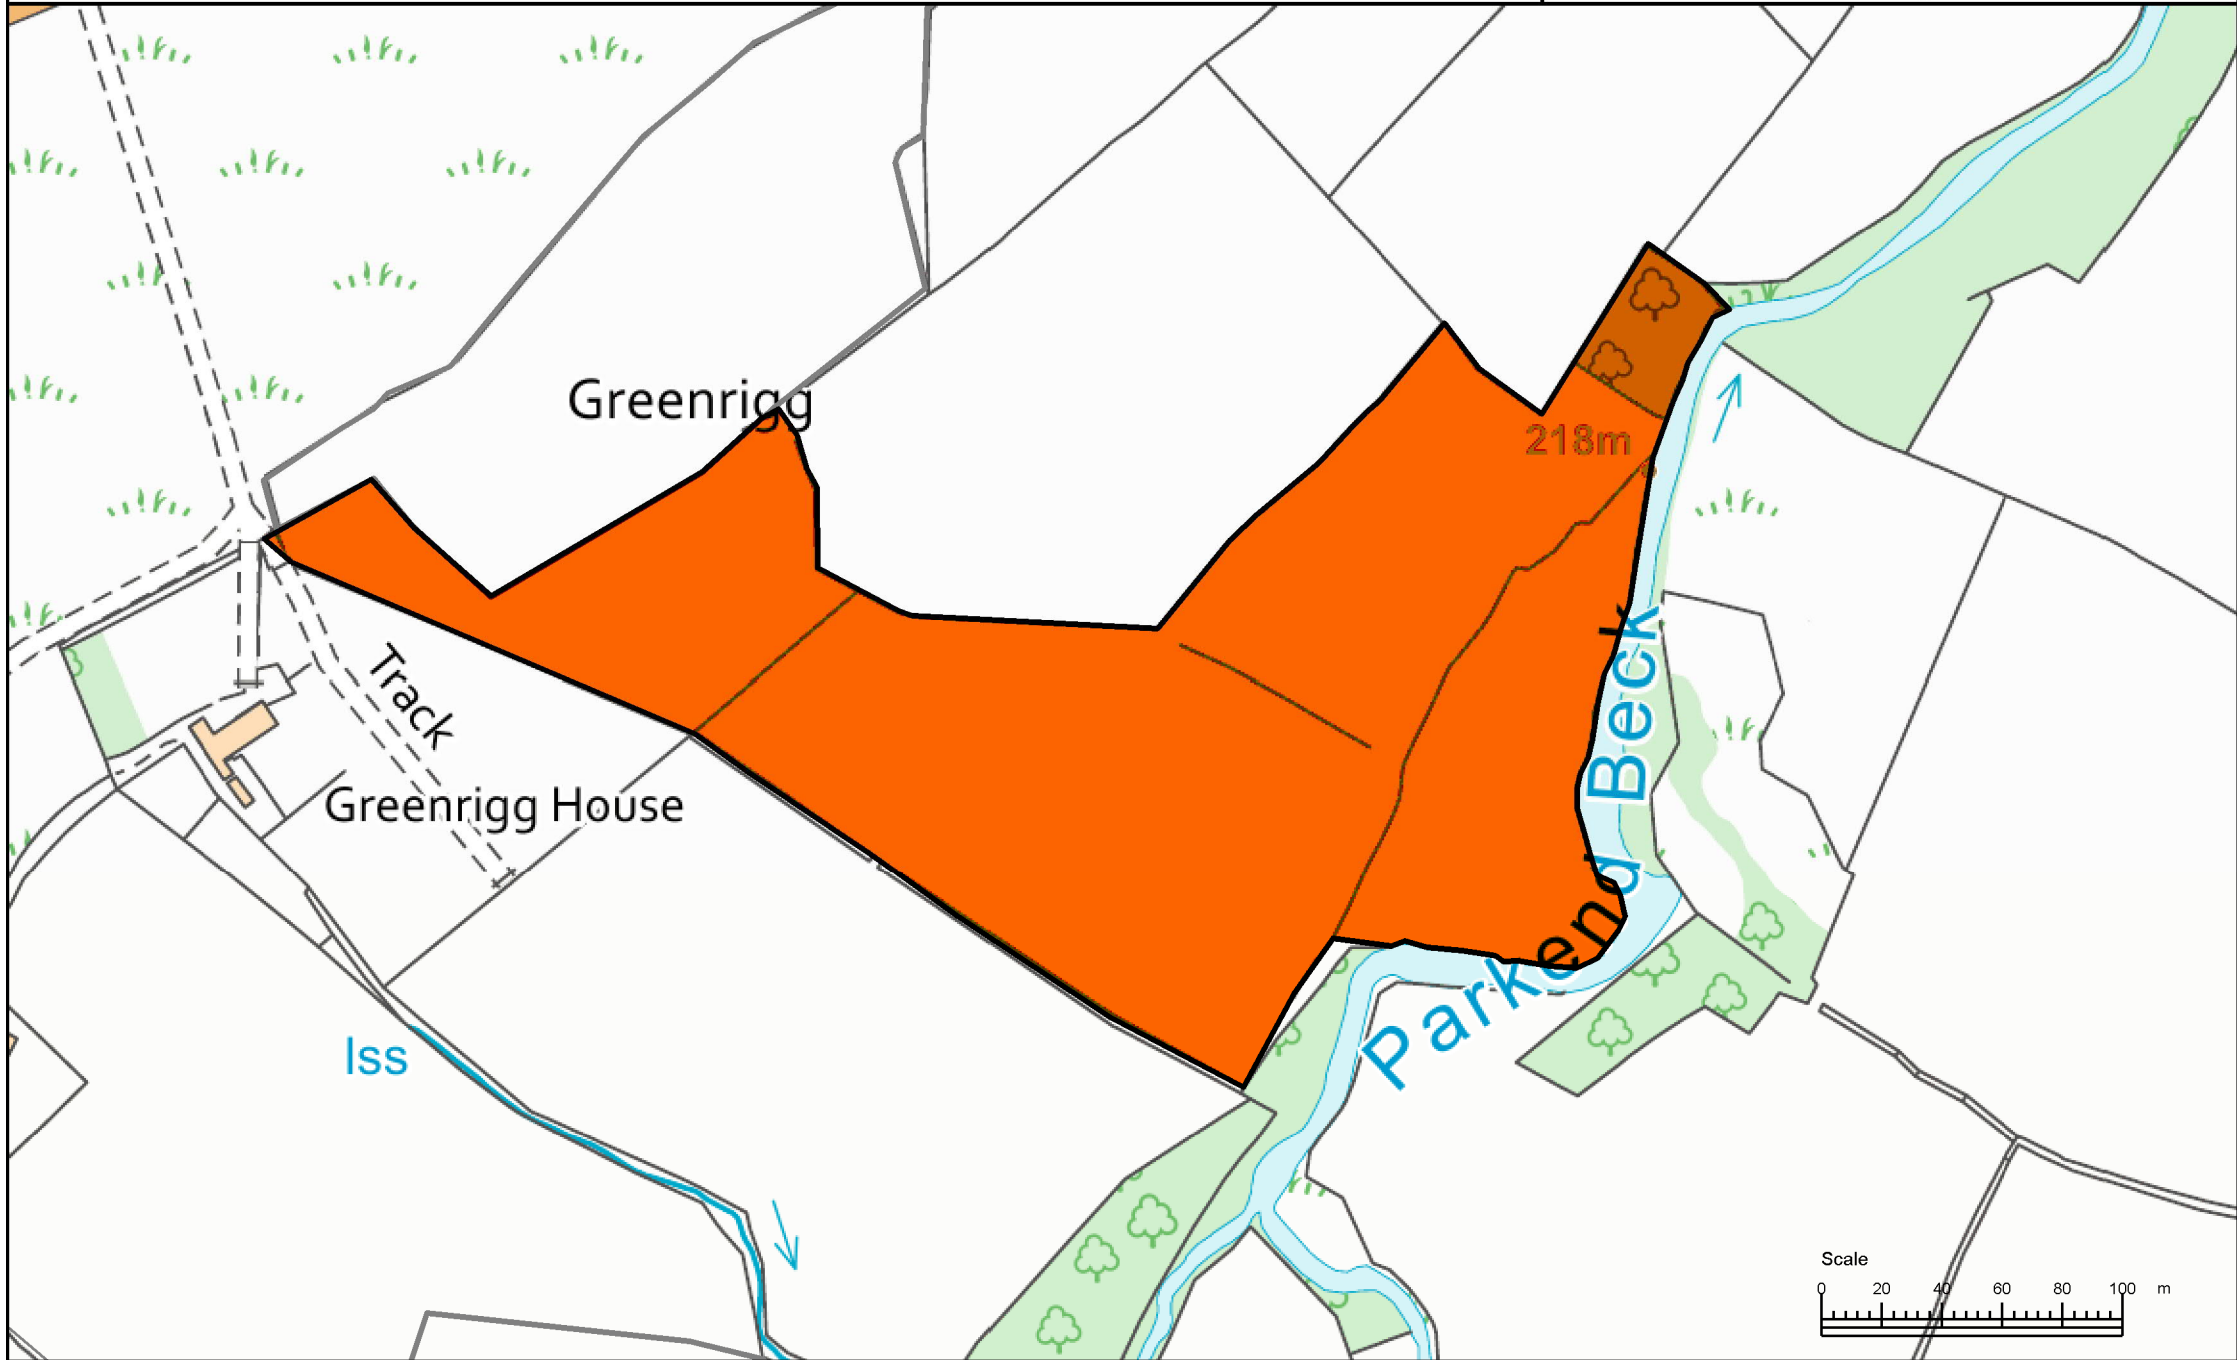 Greenrigg
218m
Track
Greenrigg House
Parkend Beck
Iss
Scale
0 20 40 60 80 100 m